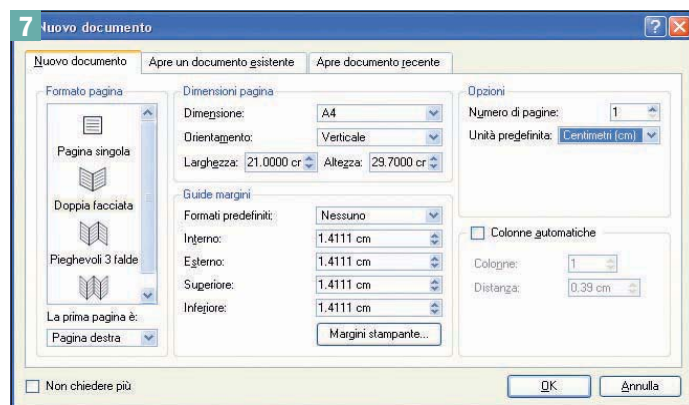 7
Nuovo documento
Nuovo documento
Apre un documento esistente
Apre documento recente
Formato pagina
Pagina singola
Doppia facciata
Pieghevoli 3 falde
La prima pagina è:
Pagina destra
Dimensioni pagina
Dimensione: A4
Orientamento: Verticale
Larghezza: 21.0000 cr Altezza: 29.7000 cr
Guide margini
Formati predefiniti: Nessuno
Interno: 1.4111 cm
Esterno: 1.4111 cm
Superiore: 1.4111 cm
Inferiore: 1.4111 cm
Margini stampante...
Opzioni
Numero di pagine: 1
Unità predefinita: Centimetri (cm)
Colonne automatiche
Colonne: 1
Distanza: 0.39 cm
Non chiedere più
OK
Annulla